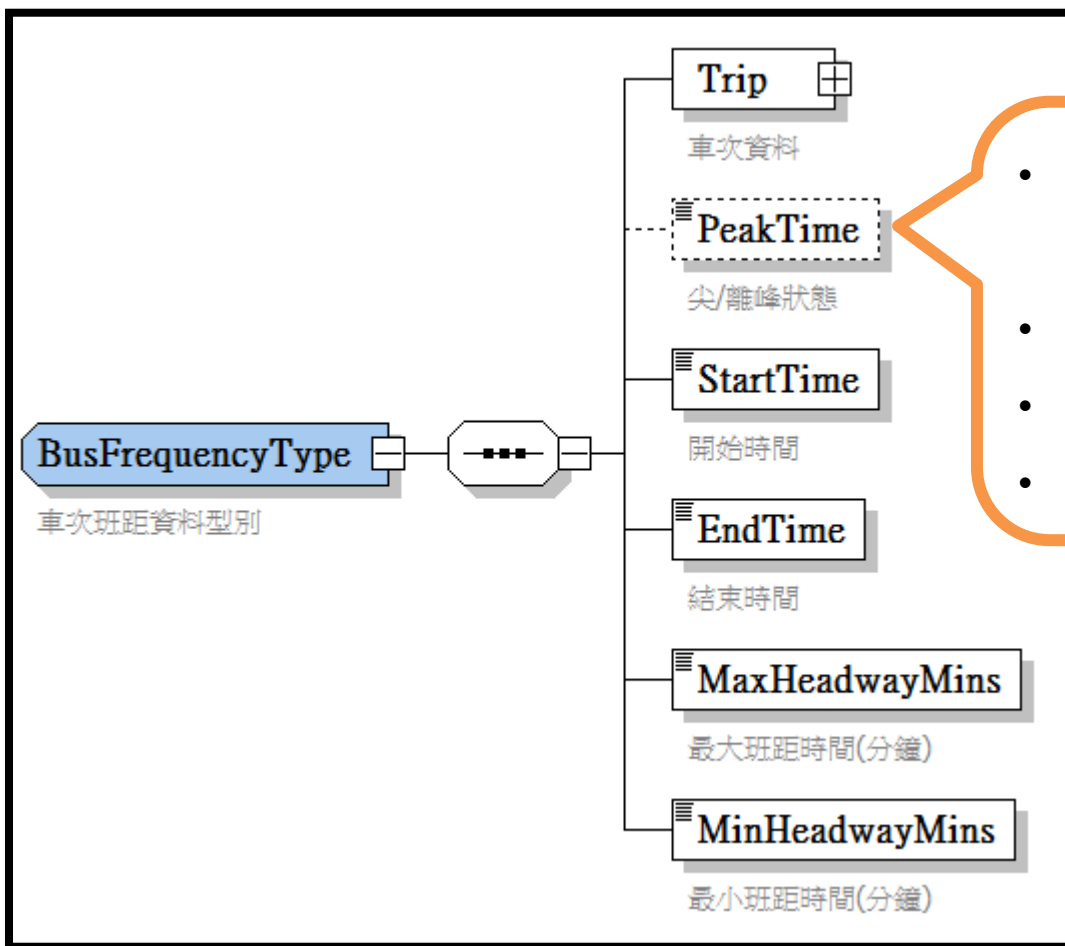 Trip
車次資料
PeakTime
尖/離峰狀態
StartTime
開始時間
BusFrequencyType
車次班距資料型別
EndTime
結束時間
MaxHeadwayMins
最大班距時間(分鐘)
MinHeadwayMins
最小班距時間(分鐘)